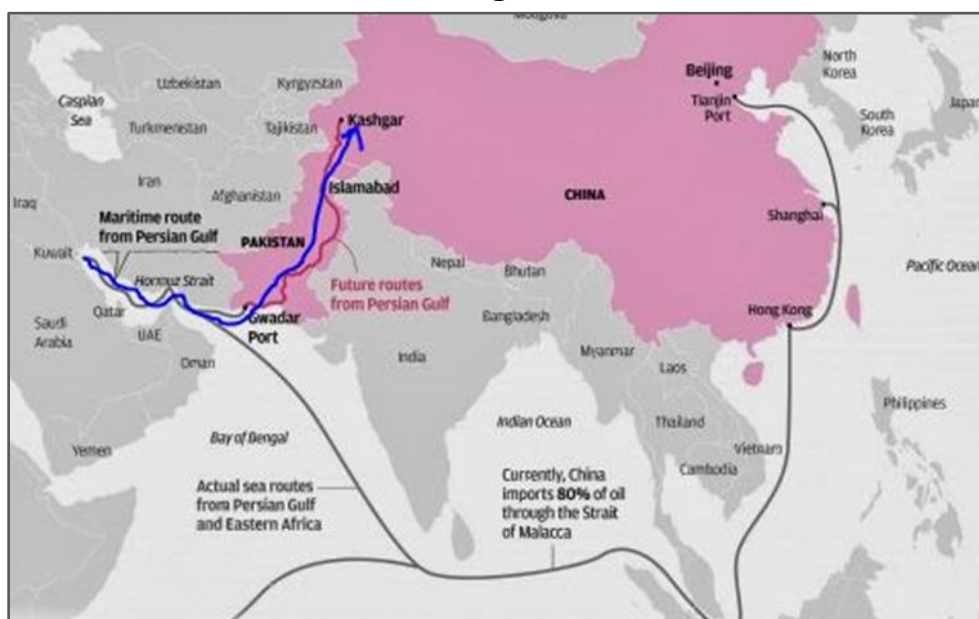 Mongolia
Beijing
Tianjin
Port
North
Korea
South
Korea
Japan
Caspian
Sea
Uzbekistan
Kyrgyzstan
Turkmenistan
Tajikistan
Kashgar
Iran
Afghanistan
Islamabad
Iraq
CHINA
Shanghai
Maritime route
from Persian Gulf
PAKISTAN
Kuwait
Hormuz Strait
Nepal
Bhutan
Pacific Ocean
Future routes
from Persian Gulf
Qatar
Gwadar
Port
Hong Kong
Saudi
Arabia
UAE
Bangladesh
Oman
India
Myanmar
Laos
Philippines
Yemen
Bay of Bengal
Indian Ocean
Thailand
Vietnam
Cambodia
Actual sea routes
from Persian Gulf
and Eastern Africa
Currently, China
imports 80% of oil
through the Strait
of Malacca